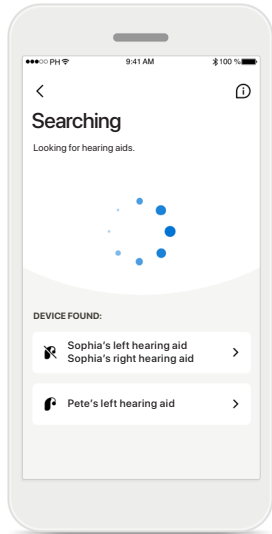 ●●●○○ PH 9:41 AM 100 %
Searching
Looking for hearing aids.
DEVICE FOUND:
Sophia's left hearing aid
Sophia's right hearing aid
Pete's left hearing aid